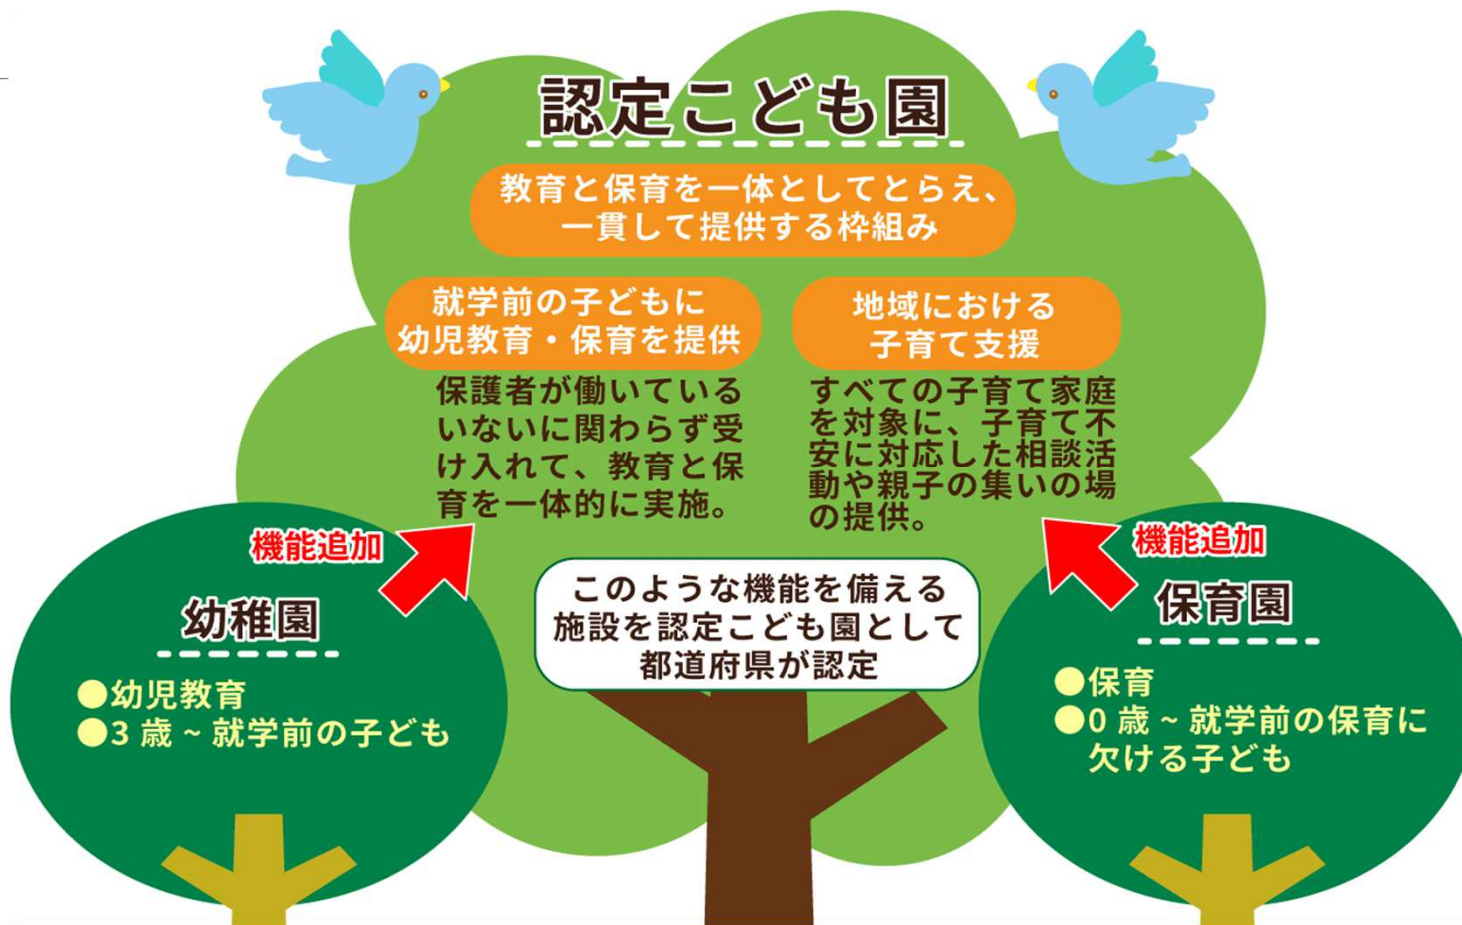 認定こども園
教育と保育を一体としてとらえ、
一貫して提供する枠組み
就学前の子どもに
幼児教育・保育を提供
保護者が働いている
いないに関わらず受
け入れて、教育と保
育を一体的に実施。
地域における
子育て支援
すべての子育て家庭
を対象に、子育て不
安に対応した相談活
動や親子の集いの場
の提供。
機能追加
幼稚園
●幼児教育
●3 歳 ~ 就学前の子ども
このような機能を備える
施設を認定こども園として
都道府県が認定
機能追加
保育園
●保育
●0 歳 ~ 就学前の保育に
欠ける子ども